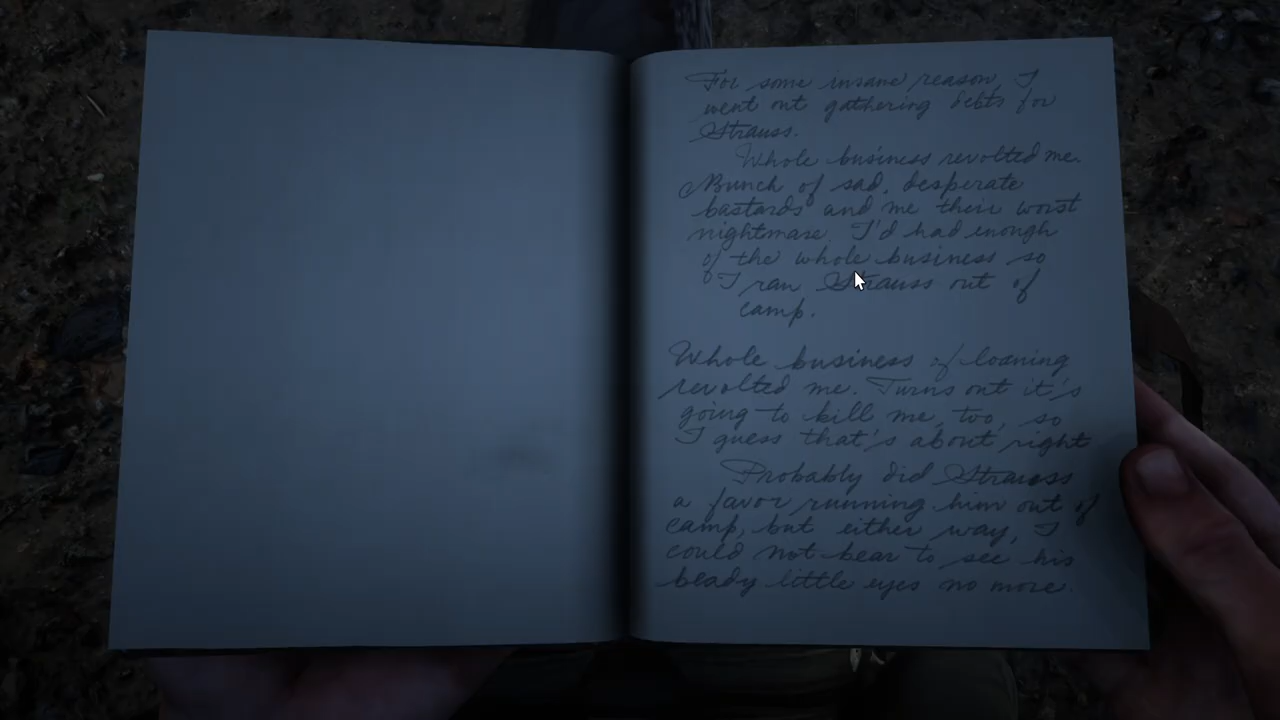 For some insane reason, I
went out gathering debts for
Strauss.
Whole business revolted me.
Bunch of sad, desperate
bastards and me their worst
nightmare. I'd had enough
of the whole business so
I ran Strauss out of
camp.
Whole business of loaning
revolted me. Turns out it's
going to kill me, too, so
I guess that's about right
Probably did Strauss
a favor running him out of
camp, but either way, I
could not bear to see his
beady little eyes no more.